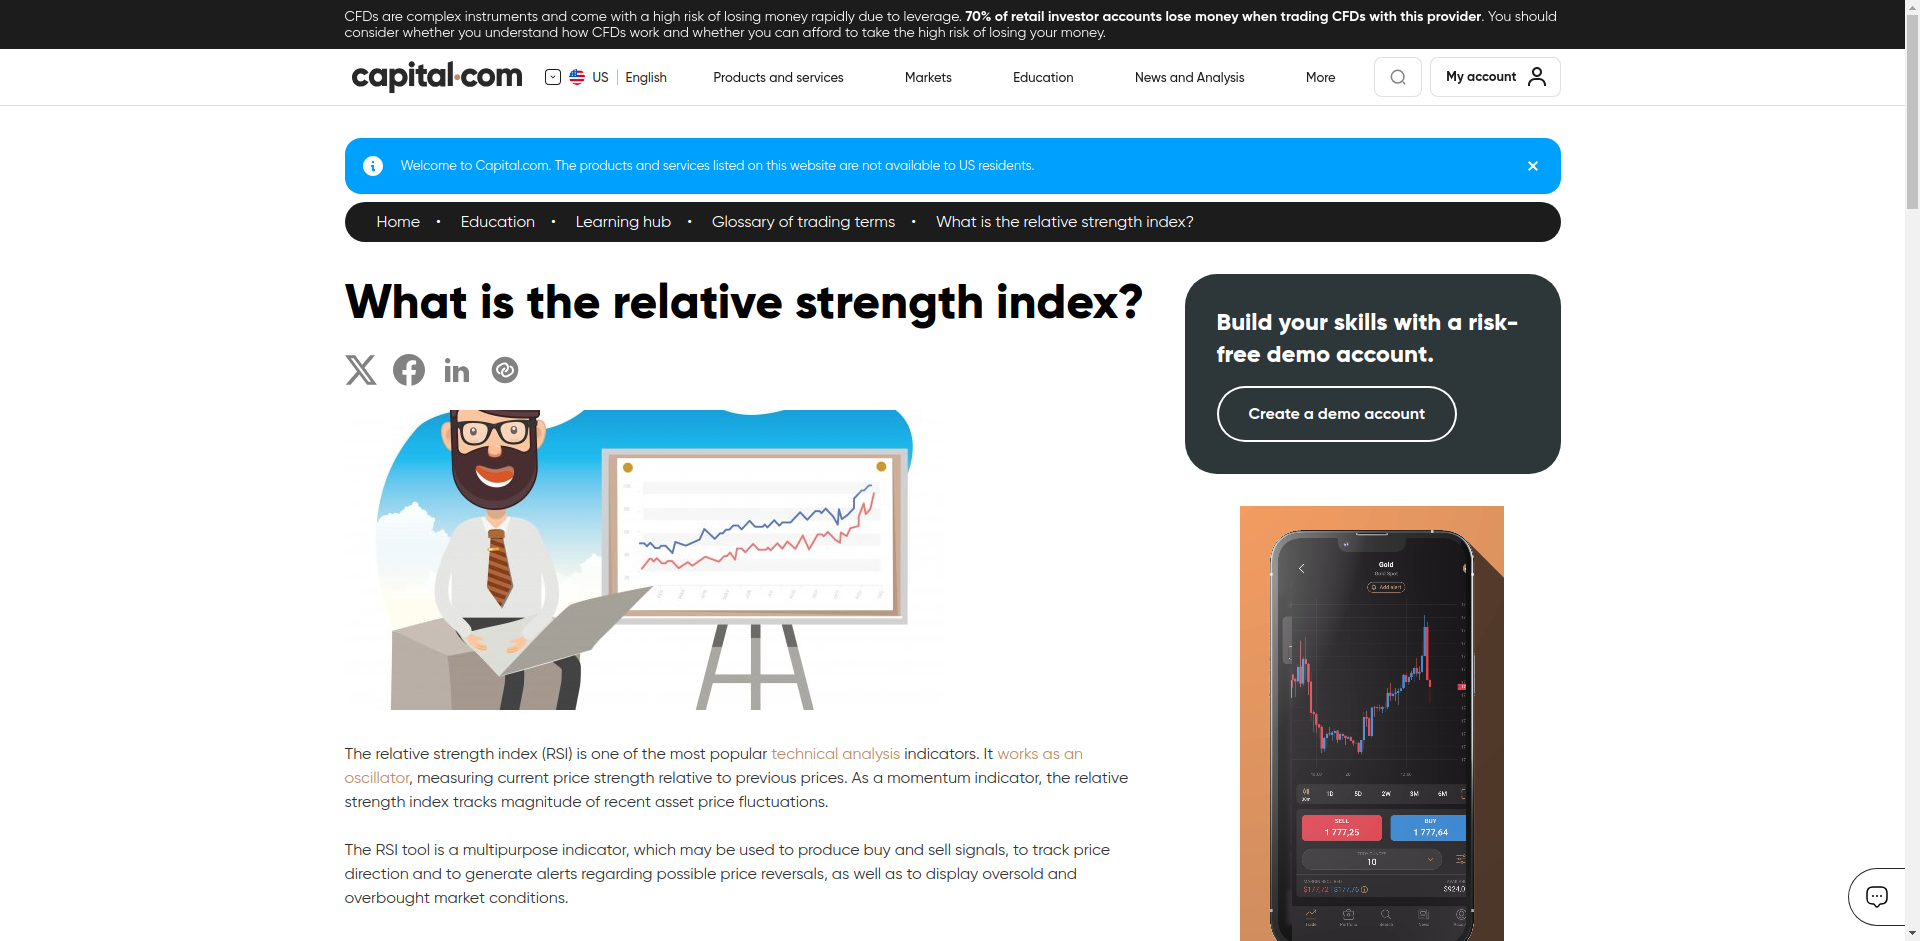 CFDs are complex instruments and come with a high risk of losing money rapidly due to leverage. 70% of retail investor accounts lose money when trading CFDs with this provider. You should
consider whether you understand how CFDs work and whether you can afford to take the high risk of losing your money.
capital.com
US English
Products and services
Markets
Education
News and Analysis
More
My account
Welcome to Capital.com. The products and services listed on this website are not available to US residents.
Home • Education • Learning hub • Glossary of trading terms • What is the relative strength index?
What is the relative strength index?
The relative strength index (RSI) is one of the most popular technical analysis indicators. It works as an
oscillator, measuring current price strength relative to previous prices. As a momentum indicator, the relative
strength index tracks magnitude of recent asset price fluctuations.
The RSI tool is a multipurpose indicator, which may be used to produce buy and sell signals, to track price
direction and to generate alerts regarding possible price reversals, as well as to display oversold and
overbought market conditions.
Build your skills with a risk-
free demo account.
Create a demo account
Gold
Gold Spot
Add alert
1D 5D 2W 3M 6M
SELL BUY
1 777,25 1 777,64
10